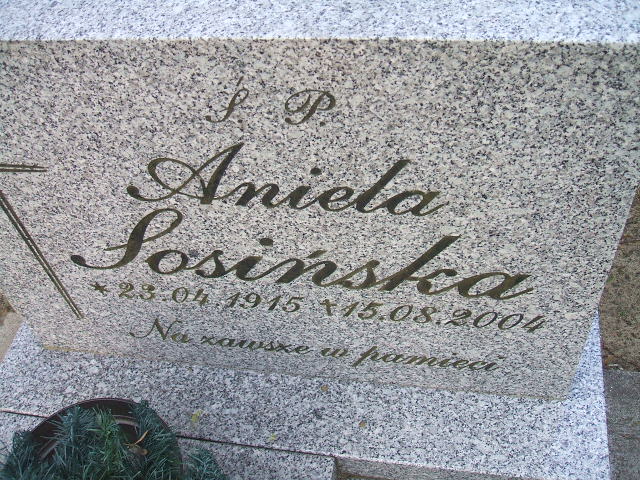 Ś. P
Aniela
Sosińska
* 23.04.1915 ✝15.08.2004
Na zawsze w pamięci